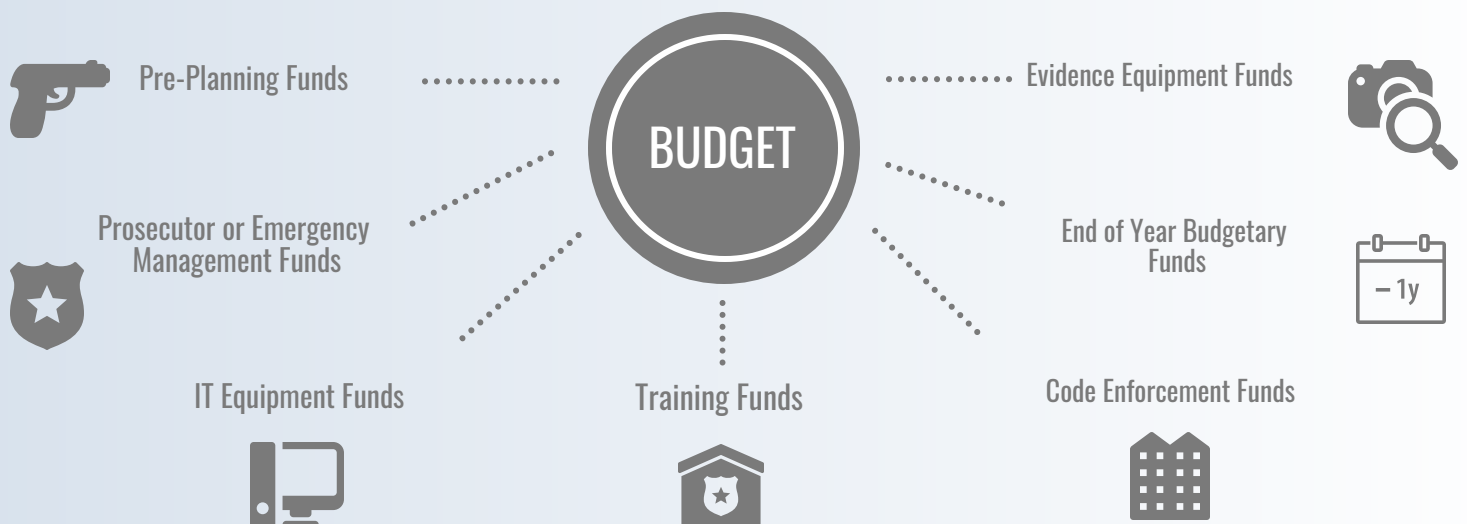 BUDGET
Pre-Planning Funds
Evidence Equipment Funds
Prosecutor or Emergency
Management Funds
End of Year Budgetary
Funds
– 1y
IT Equipment Funds
Training Funds
Code Enforcement Funds